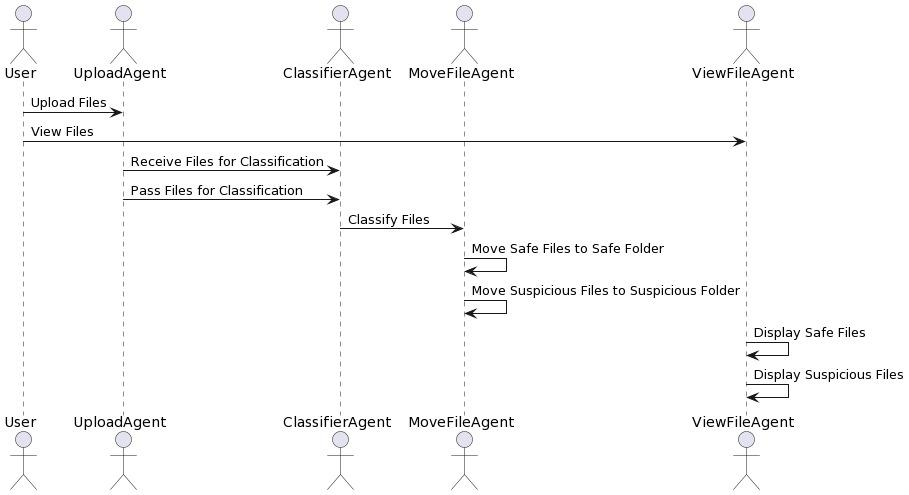 User UploadAgent ClassifierAgent MoveFileAgent ViewFileAgent
Upload Files
View Files
Receive Files for Classification
Pass Files for Classification
Classify Files
Move Safe Files to Safe Folder
Move Suspicious Files to Suspicious Folder
Display Safe Files
Display Suspicious Files
User UploadAgent ClassifierAgent MoveFileAgent ViewFileAgent